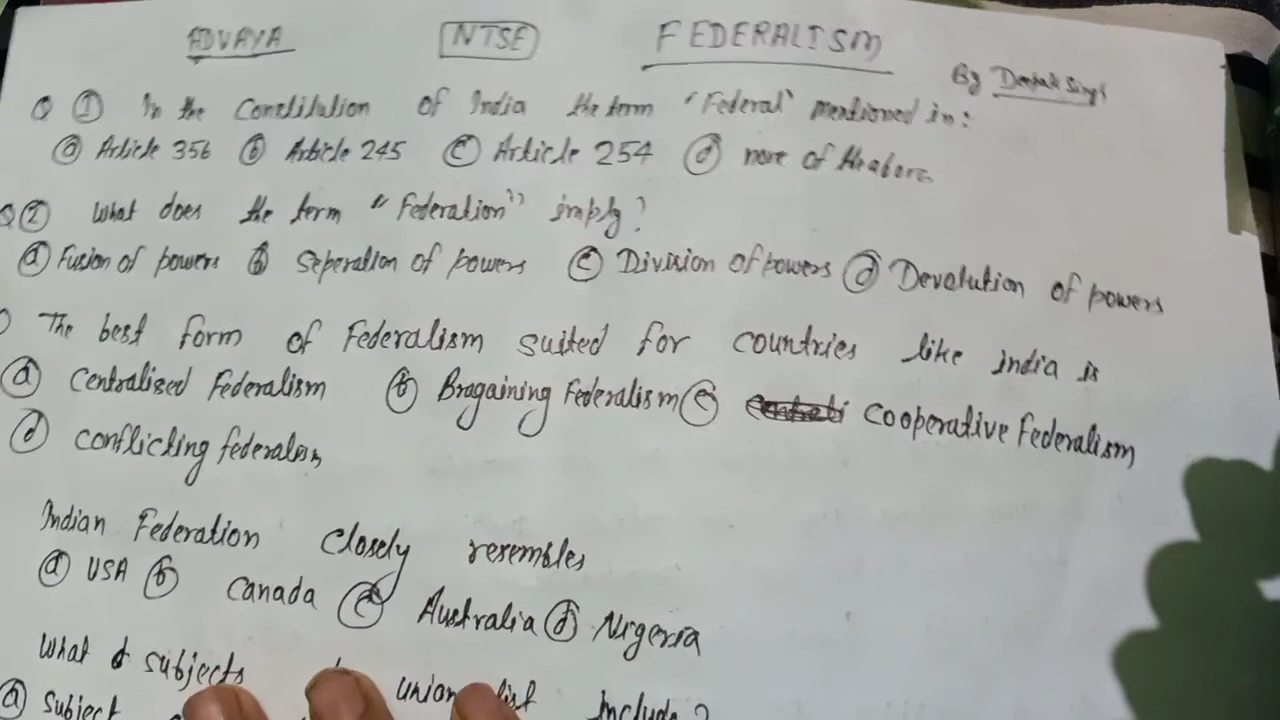 ADVAYA NTSE FEDERALISM
By Deepak Singh
Q ① In the Constitution of India the term "Federal" mentioned in:
ⓐ Article 356 ⓑ Article 245 ⓒ Article 254 ⓓ none of the above
Q ② What does the term "Federation" imply?
ⓐ Fusion of powers ⓑ Seperation of powers ⓒ Division of powers ⓓ Devolution of powers
The best form of Federalism suited for countries like india is
ⓐ Centralised Federalism ⓑ Bragaining Federalism ⓒ Cooperative Federalism
ⓓ conflicting federalism
Indian Federation closely resembles
ⓐ USA ⓑ Canada ⓒ Australia ⓓ Nigeria
What subjects union list include?
ⓐ Subject